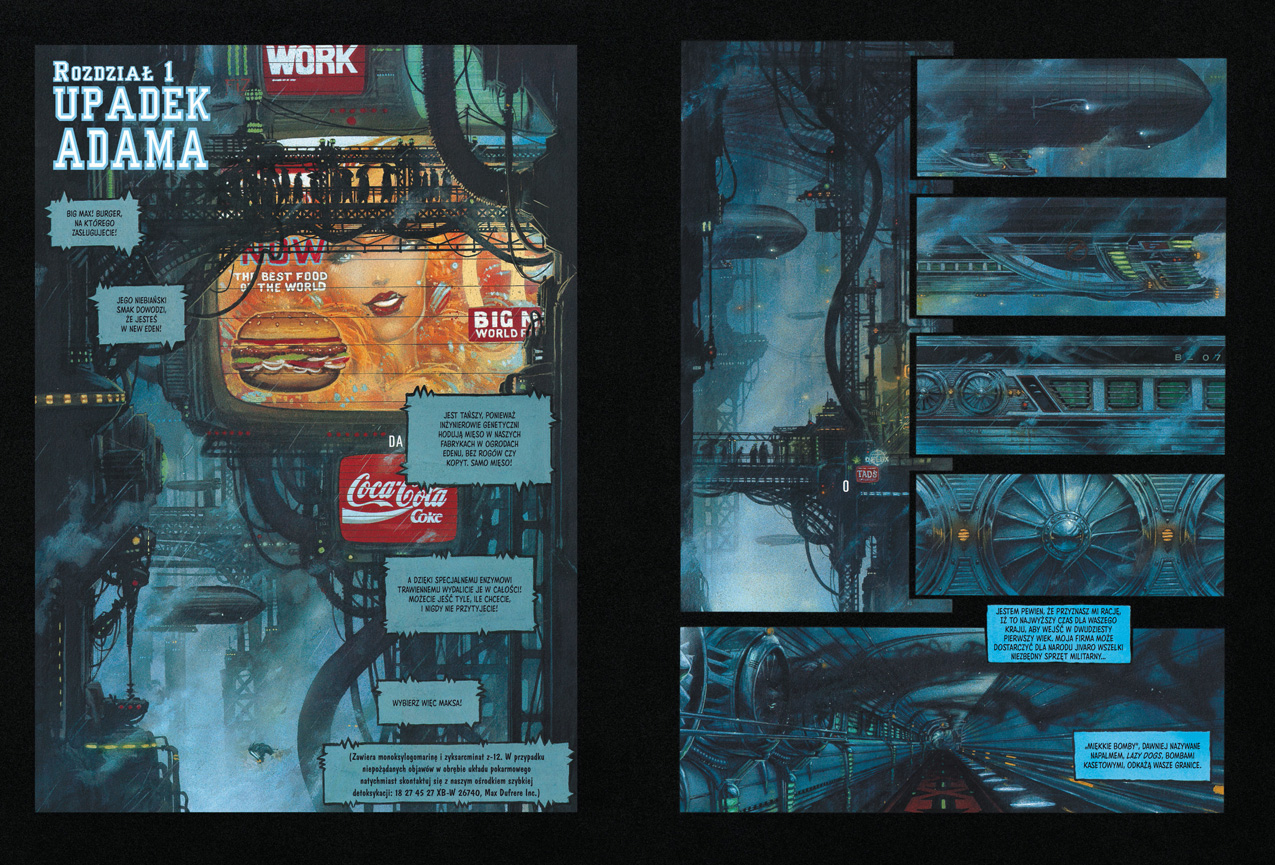 WORK
ROZDZIAŁ 1
UPADEK
ADAMA
BIG MAX! BURGER,
NA KTÓREGO
ZASŁUGUJECIE!
NOW
THE BEST FOOD
OF THE WORLD
BIG M
WORLD F
JEGO NIEBIAŃSKI
SMAK DOWODZI,
ŻE JESTEŚ
W NEW EDEN!
JEST TAŃSZY, PONIEWAŻ
INŻYNIEROWIE GENETYCZNI
HODUJĄ MIĘSO W NASZYCH
FABRYKACH W OGRODACH
EDENU. BEZ ROGÓW CZY
KOPYT. SAMO MIĘSO!
DA
Coca-Cola
Coke
A DZIĘKI SPECJALNEMU ENZYMOWI
TRAWIENNEMU WYDALICIE JE W CAŁOŚCI!
MOŻECIE JEŚĆ TYLE, ILE CHCECIE,
I NIGDY NIE PRZYTYJECIE!
WYBIERZ WIĘC MAKSA!
(Zawiera monoksylogomarinę i zyksarcminat z-12. W przypadku
niepożądanych objawów w obrębie układu pokarmowego
natychmiast skontaktuj się z naszym ośrodkiem szybkiej
detoksykacji: 18 27 45 27 XB-W 26740, Max Dufrere Inc.)
TADS
O
B - 07
JESTEM PEWIEN, ŻE PRZYZNASZ MI RACJĘ,
IŻ TO NAJWYŻSZY CZAS DLA WASZEGO
KRAJU, ABY WEJŚĆ W DWUDZIESTY
PIERWSZY WIEK. MOJA FIRMA MOŻE
DOSTARCZYĆ DLA NARODU JIVARO WSZELKI
NIEZBĘDNY SPRZĘT MILITARNY...
„MIĘKKIE BOMBY”, DAWNIEJ NAZYWANE
NAPALMEM, LAZY DOGS, BOMBAMI
KASETOWYMI, ODKAŻĄ WASZE GRANICE.